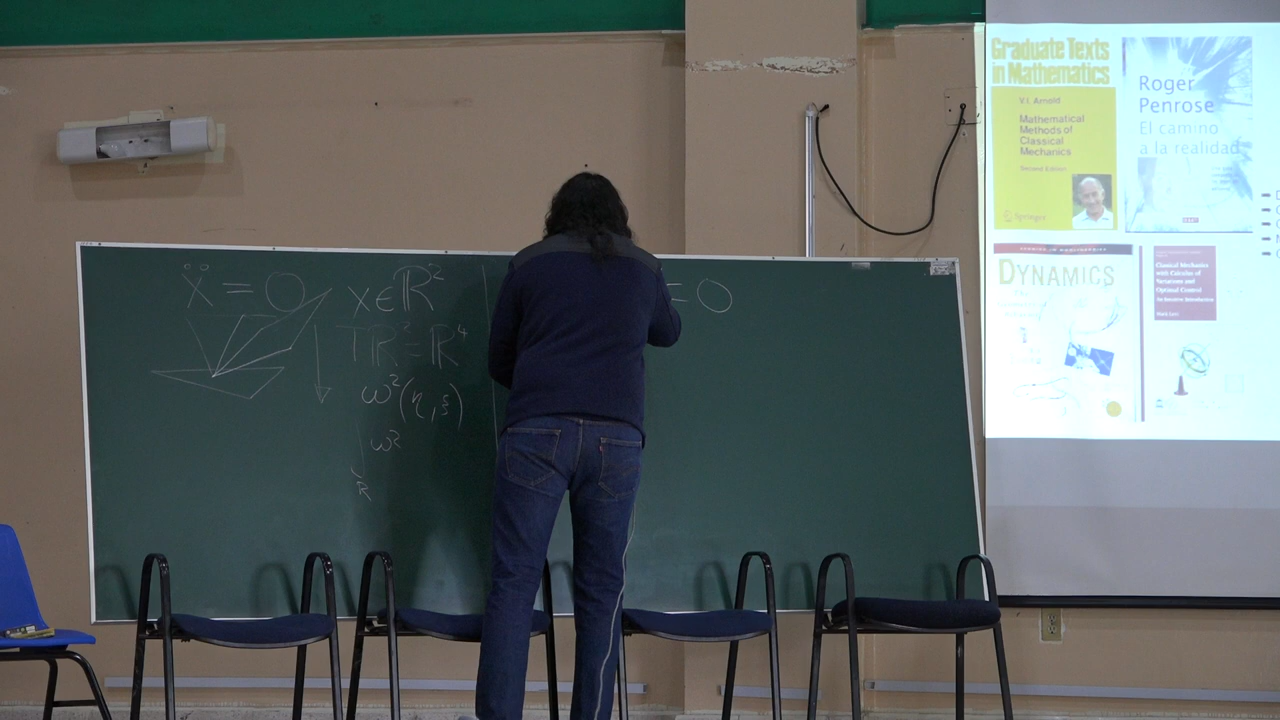 ẍ = 0 x∈ℝ²
Tℝ² = ℝ⁴
ω²(η, ξ)
ω²
ℝ
= 0
Graduate Texts
in Mathematics
V.I. Arnold
Mathematical
Methods of
Classical
Mechanics
Second Edition
Springer
Roger
Penrose
El camino
a la realidad
DYNAMICS
Classical Mechanics
with Calculus of
Variations and
Optimal Control
An Intuitive Introduction
Mark Levi